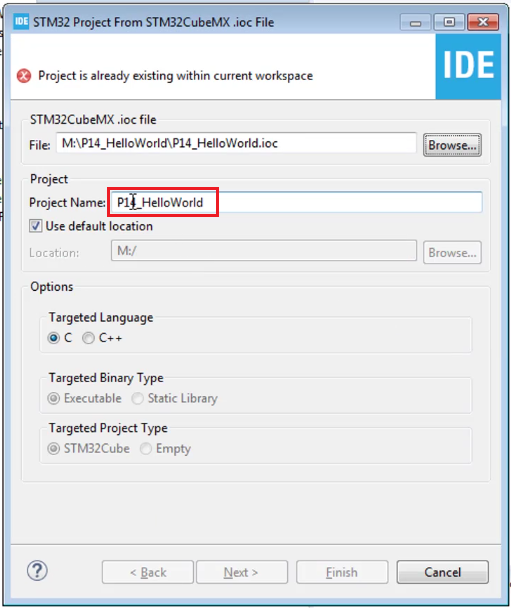 IDE STM32 Project From STM32CubeMX .ioc File
Project is already existing within current workspace
IDE
STM32CubeMX .ioc file
File: M:\P14_HelloWorld\P14_HelloWorld.ioc Browse...
Project
Project Name: P14_HelloWorld
Use default location
Location: M:/ Browse...
Options
Targeted Language
C C++
Targeted Binary Type
Executable Static Library
Targeted Project Type
STM32Cube Empty
? < Back Next > Finish Cancel